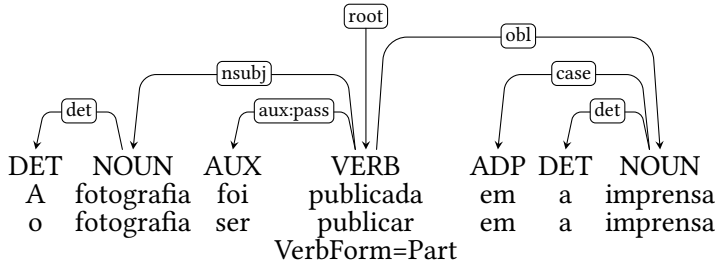 root
obl
nsubj
case
det
aux:pass
det
DET NOUN AUX VERB ADP DET NOUN
A fotografia foi publicada em a imprensa
o fotografia ser publicar em a imprensa
VerbForm=Part